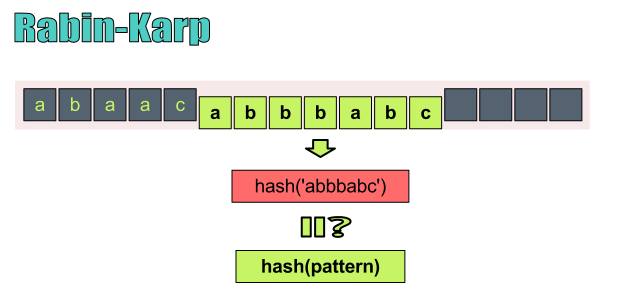 Rabin-Karp
a b a a c a b b b a b c
hash('abbbabc')
=?
hash(pattern)